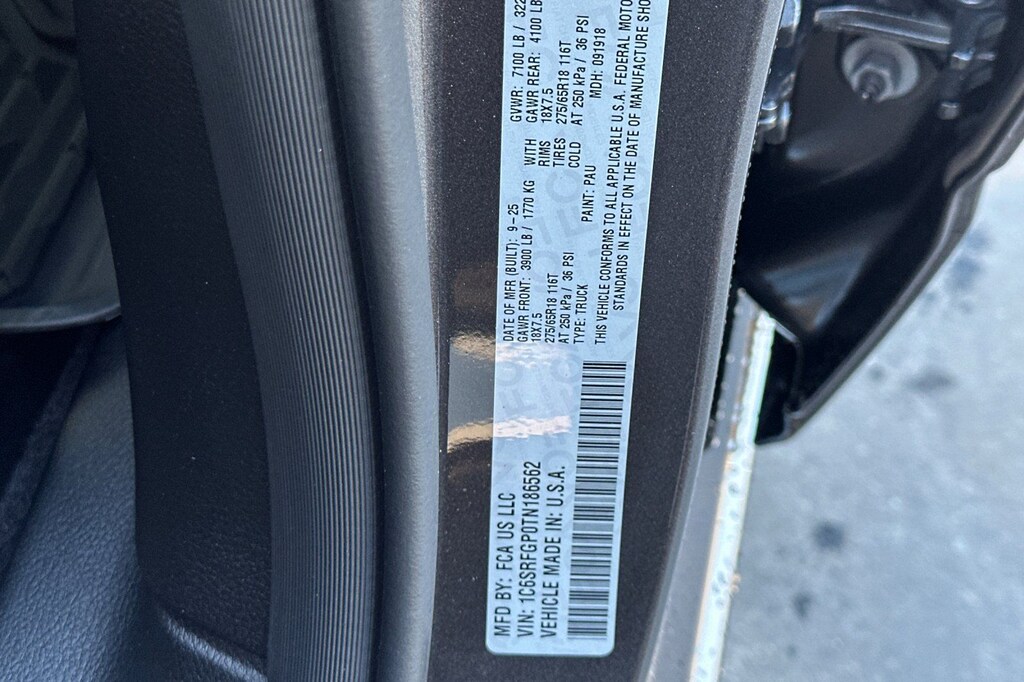 MFD BY: FCA US LLC
VIN: 1C6SRFGP0TN186562
VEHICLE MADE IN: U.S.A.
DATE OF MFR (BUILT): 9-25 GVWR: 7100 LB / 322
GAWR FRONT: 3900 LB / 1770 KG WITH GAWR REAR: 4100 LB
18X7.5 RIMS 18X7.5
275/65R18 116T TIRES 275/65R18 116T
AT 250 kPa / 36 PSI COLD AT 250 kPa / 36 PSI
TYPE: TRUCK PAINT: PAU MDH: 091918
THIS VEHICLE CONFORMS TO ALL APPLICABLE U.S.A. FEDERAL MOTO
STANDARDS IN EFFECT ON THE DATE OF MANUFACTURE SHO